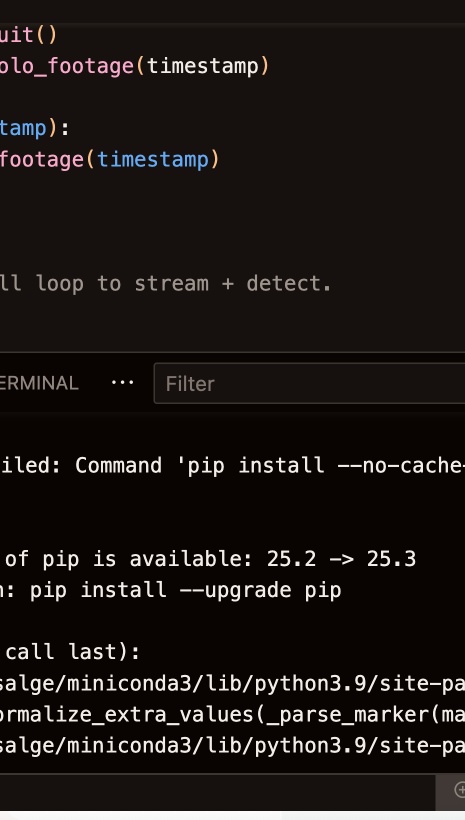 uit()
olo_footage(timestamp)
tamp):
footage(timestamp)
ll loop to stream + detect.
ERMINAL ··· Filter
iled: Command 'pip install --no-cache-
of pip is available: 25.2 -> 25.3
n: pip install --upgrade pip
call last):
salge/miniconda3/lib/python3.9/site-pa
ormalize_extra_values(_parse_marker(ma
salge/miniconda3/lib/python3.9/site-pa